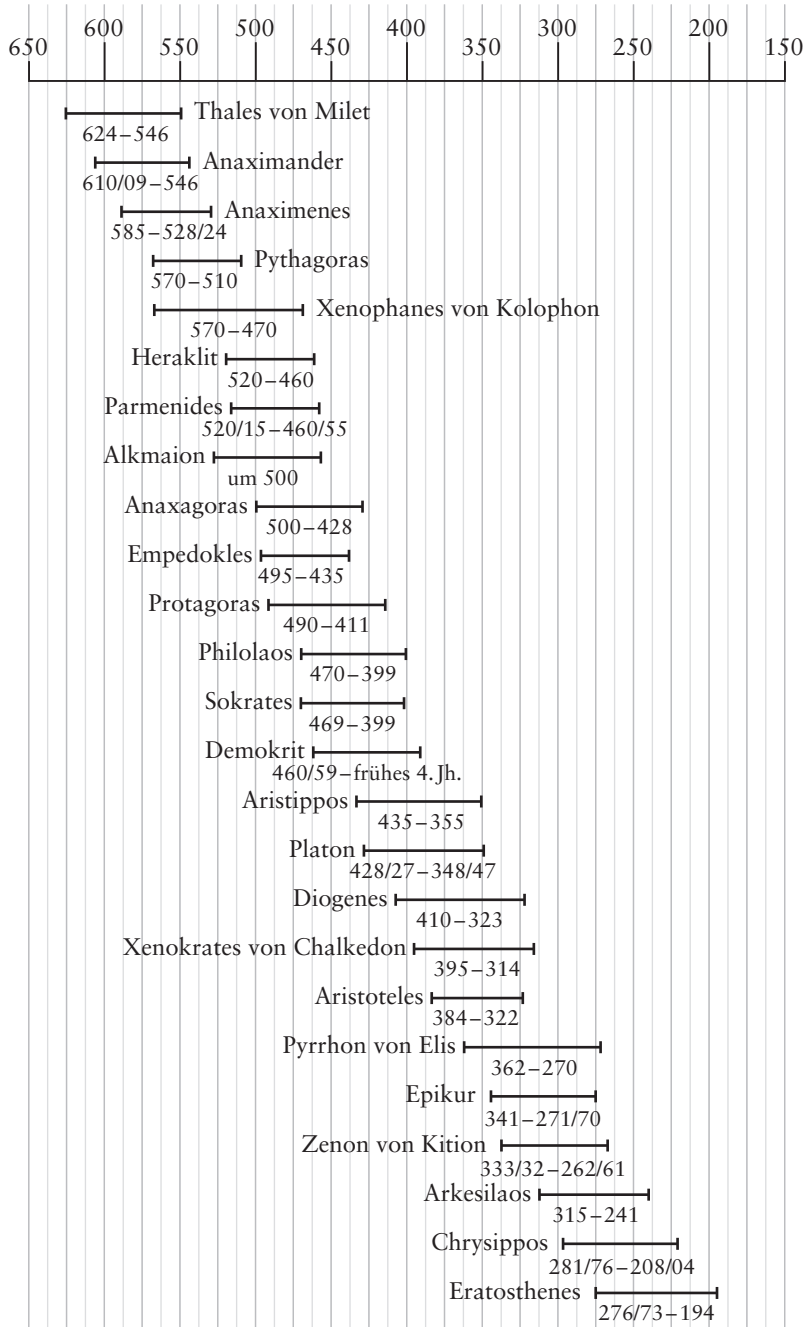 600 500 400 300 200
650 550 450 350 250 150
Thales von Milet
624–546
Anaximander
610/09–546
Anaximenes
585–528/24
Pythagoras
570–510
Xenophanes von Kolophon
570–470
Heraklit
520–460
Parmenides
520/15–460/55
Alkmaion
um 500
Anaxagoras
500–428
Empedokles
495–435
Protagoras
490–411
Philolaos
470–399
Sokrates
469–399
Demokrit
460/59–frühes 4. Jh.
Aristippos
435–355
Platon
428/27–348/47
Diogenes
410–323
Xenokrates von Chalkedon
395–314
Aristoteles
384–322
Pyrrhon von Elis
362–270
Epikur
341–271/70
Zenon von Kition
333/32–262/61
Arkesilaos
315–241
Chrysippos
281/76–208/04
Eratosthenes
276/73–194